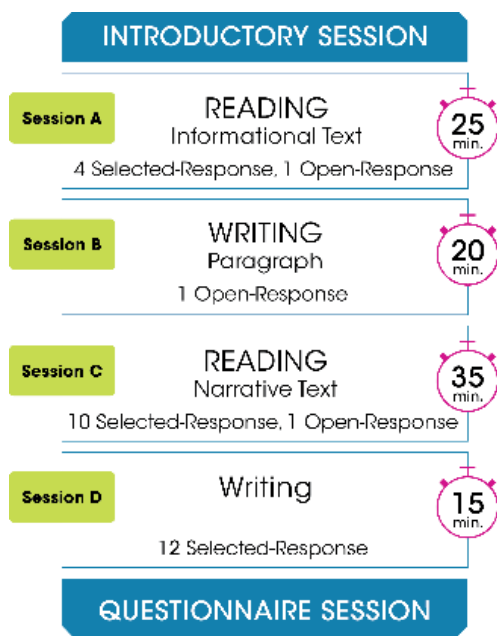 INTRODUCTORY SESSION
Session A
READING
Informational Text
4 Selected-Response, 1 Open-Response
25
min.
Session B
WRITING
Paragraph
1 Open-Response
20
min.
Session C
READING
Narrative Text
10 Selected-Response, 1 Open-Response
35
min.
Session D
Writing
12 Selected-Response
15
min.
QUESTIONNAIRE SESSION